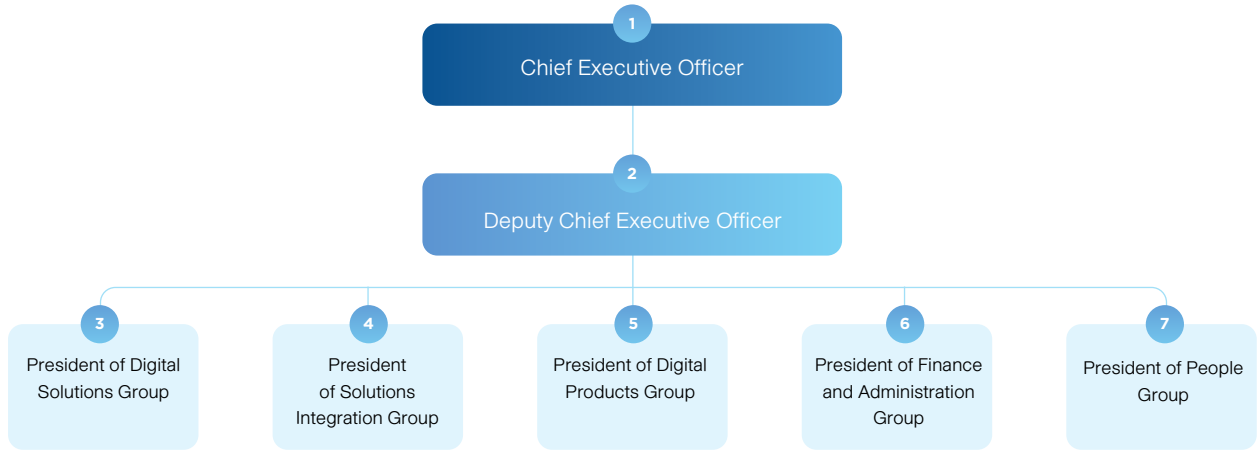 1
Chief Executive Officer
2
Deputy Chief Executive Officer
3
President of Digital
Solutions Group
4
President
of Solutions
Integration Group
5
President of Digital
Products Group
6
President of Finance
and Administration
Group
7
President of People
Group